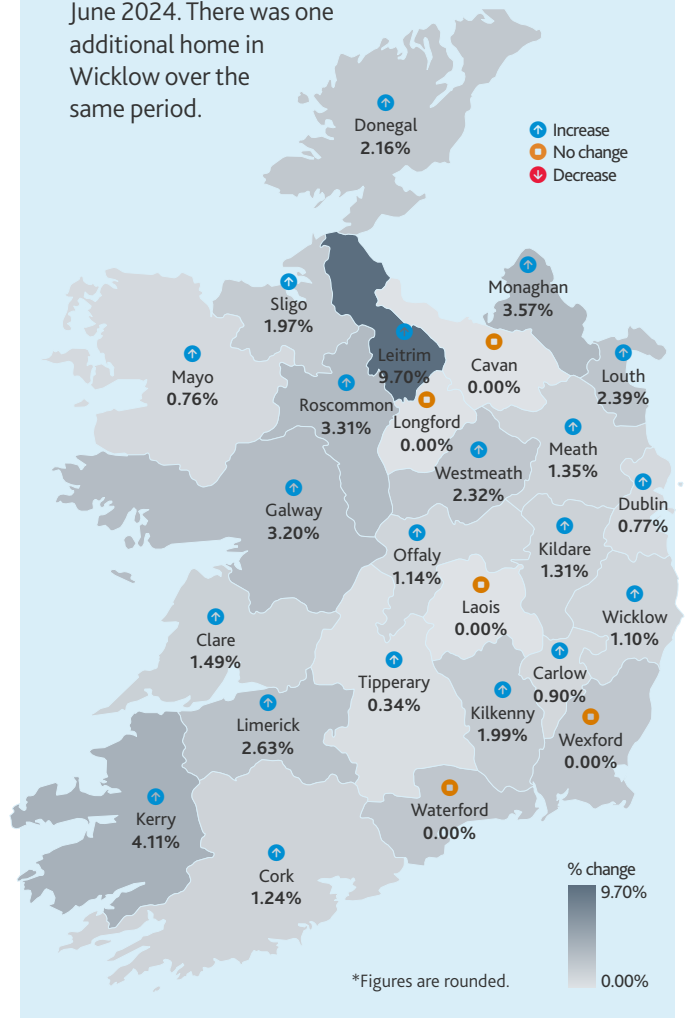 June 2024. There was one
additional home in
Wicklow over the
same period.
Donegal
2.16%
Increase
No change
Decrease
Monaghan
3.57%
Sligo
1.97%
Leitrim
9.70%
Cavan
0.00%
Louth
2.39%
Mayo
0.76%
Roscommon
3.31%
Longford
0.00%
Meath
1.35%
Westmeath
2.32%
Dublin
0.77%
Galway
3.20%
Offaly
1.14%
Kildare
1.31%
Laois
0.00%
Wicklow
1.10%
Clare
1.49%
Tipperary
0.34%
Carlow
0.90%
Kilkenny
1.99%
Limerick
2.63%
Wexford
0.00%
Kerry
4.11%
Waterford
0.00%
Cork
1.24%
% change
9.70%
0.00%
*Figures are rounded.